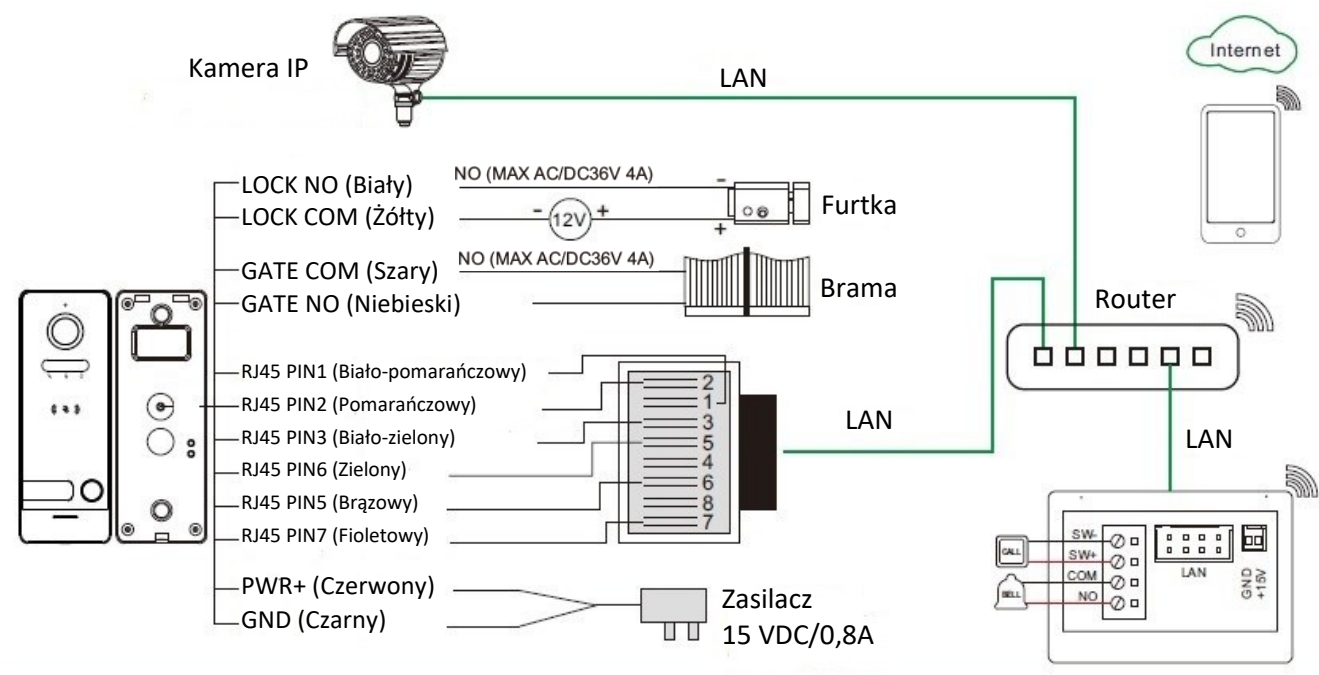 Kamera IP
LAN
Internet
LOCK NO (Biały)
NO (MAX AC/DC36V 4A)
-
LOCK COM (Żółty)
- 12V +
+
Furtka
GATE COM (Szary)
NO (MAX AC/DC36V 4A)
GATE NO (Niebieski)
Brama
Router
RJ45 PIN1 (Biało-pomarańczowy)
RJ45 PIN2 (Pomarańczowy)
RJ45 PIN3 (Biało-zielony)
RJ45 PIN6 (Zielony)
RJ45 PIN5 (Brązowy)
RJ45 PIN7 (Fioletowy)
2
1
3
5
4
6
8
7
LAN
LAN
PWR+ (Czerwony)
GND (Czarny)
Zasilacz
15 VDC/0,8A
CALL
BELL
SW-
SW+
COM
NO
LAN
GND
+15V